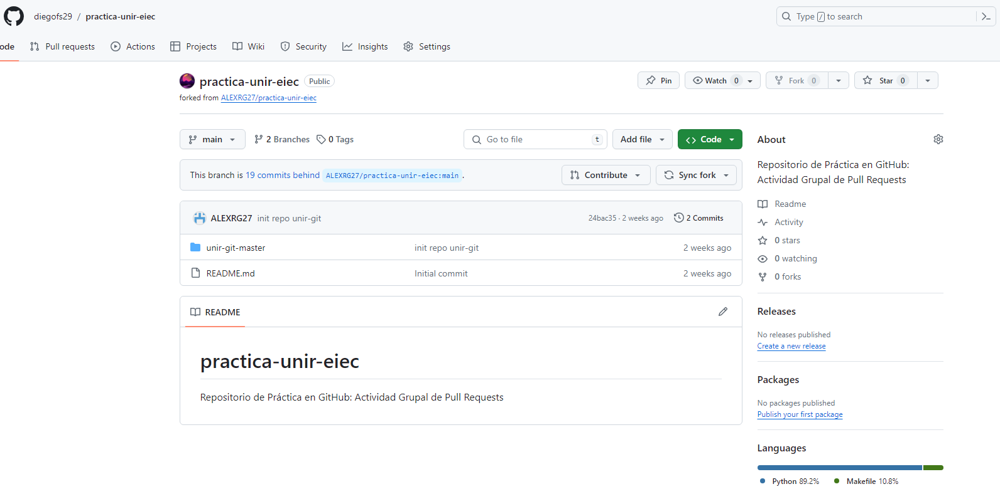 diegofs29 / practica-unir-eiec
Type / to search
ode Pull requests Actions Projects Wiki Security Insights Settings
practica-unir-eiec Public
Pin Watch 0 Fork 0 Star 0
forked from ALEXRG27/practica-unir-eiec
main 2 Branches 0 Tags Go to file t Add file Code
This branch is 19 commits behind ALEXRG27/practica-unir-eiec:main .
Contribute Sync fork
ALEXRG27 init repo unir-git 24bac35 · 2 weeks ago 2 Commits
unir-git-master init repo unir-git 2 weeks ago
README.md Initial commit 2 weeks ago
README
practica-unir-eiec
Repositorio de Práctica en GitHub: Actividad Grupal de Pull Requests
About
Repositorio de Práctica en GitHub:
Actividad Grupal de Pull Requests
Readme
Activity
0 stars
0 watching
0 forks
Releases
No releases published
Create a new release
Packages
No packages published
Publish your first package
Languages
Python 89.2% Makefile 10.8%